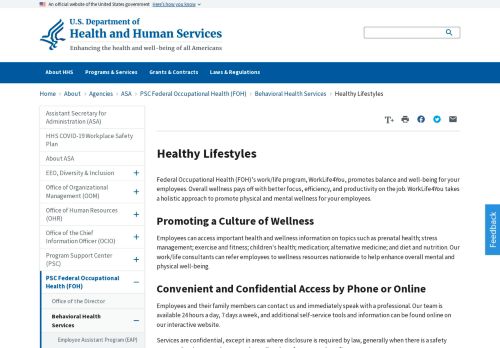 An official website of the United States government Here's how you know
U.S. Department of
Health and Human Services
Enhancing the health and well-being of all Americans
About HHS Programs & Services Grants & Contracts Laws & Regulations
Home › About › Agencies › ASA › PSC Federal Occupational Health (FOH) › Behavioral Health Services › Healthy Lifestyles
Assistant Secretary for
Administration (ASA)
HHS COVID-19 Workplace Safety
Plan
About ASA
EEO, Diversity & Inclusion
Office of Organizational
Management (OOM)
Office of Human Resources
(OHR)
Office of the Chief
Information Officer (OCIO)
Program Support Center
(PSC)
PSC Federal Occupational
Health (FOH)
Office of the Director
Behavioral Health
Services
Employee Assistant Program (EAP)
T+
Healthy Lifestyles
Federal Occupational Health (FOH)'s work/life program, WorkLife4You, promotes balance and well-being for your
employees. Overall wellness pays off with better focus, efficiency, and productivity on the job. WorkLife4You takes
a holistic approach to promote physical and mental wellness for your employees.
Promoting a Culture of Wellness
Employees can access important health and wellness information on topics such as prenatal health; stress
management; exercise and fitness; children's health; medication; alternative medicine; and diet and nutrition. Our
work/life consultants can refer employees to wellness resources nationwide to help enhance overall mental and
physical well-being.
Convenient and Confidential Access by Phone or Online
Employees and their family members can contact us and immediately speak with a professional. Our team is
available 24 hours a day, 7 days a week, and additional self-service tools and information can be found online on
our interactive website.
Services are confidential, except in areas where disclosure is required by law, generally when there is a safety
Feedback